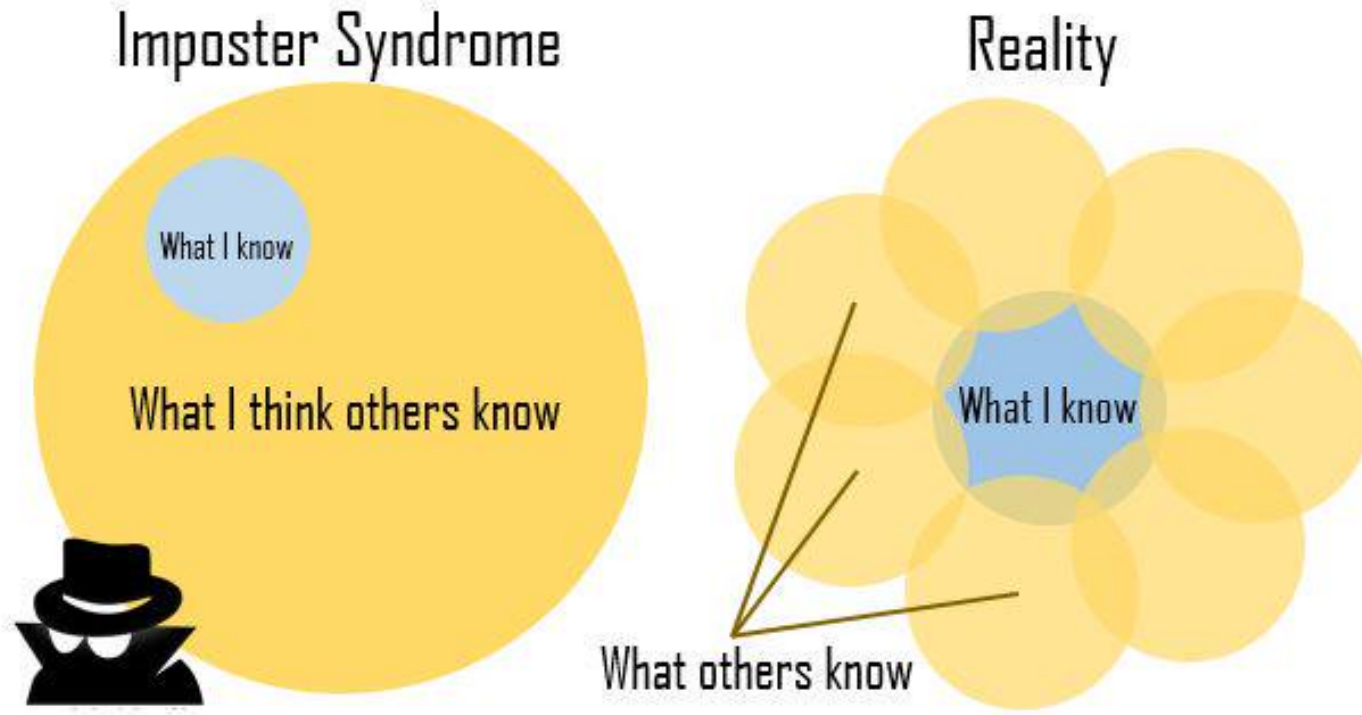 Imposter Syndrome
What I know
What I think others know
Reality
What I know
What others know